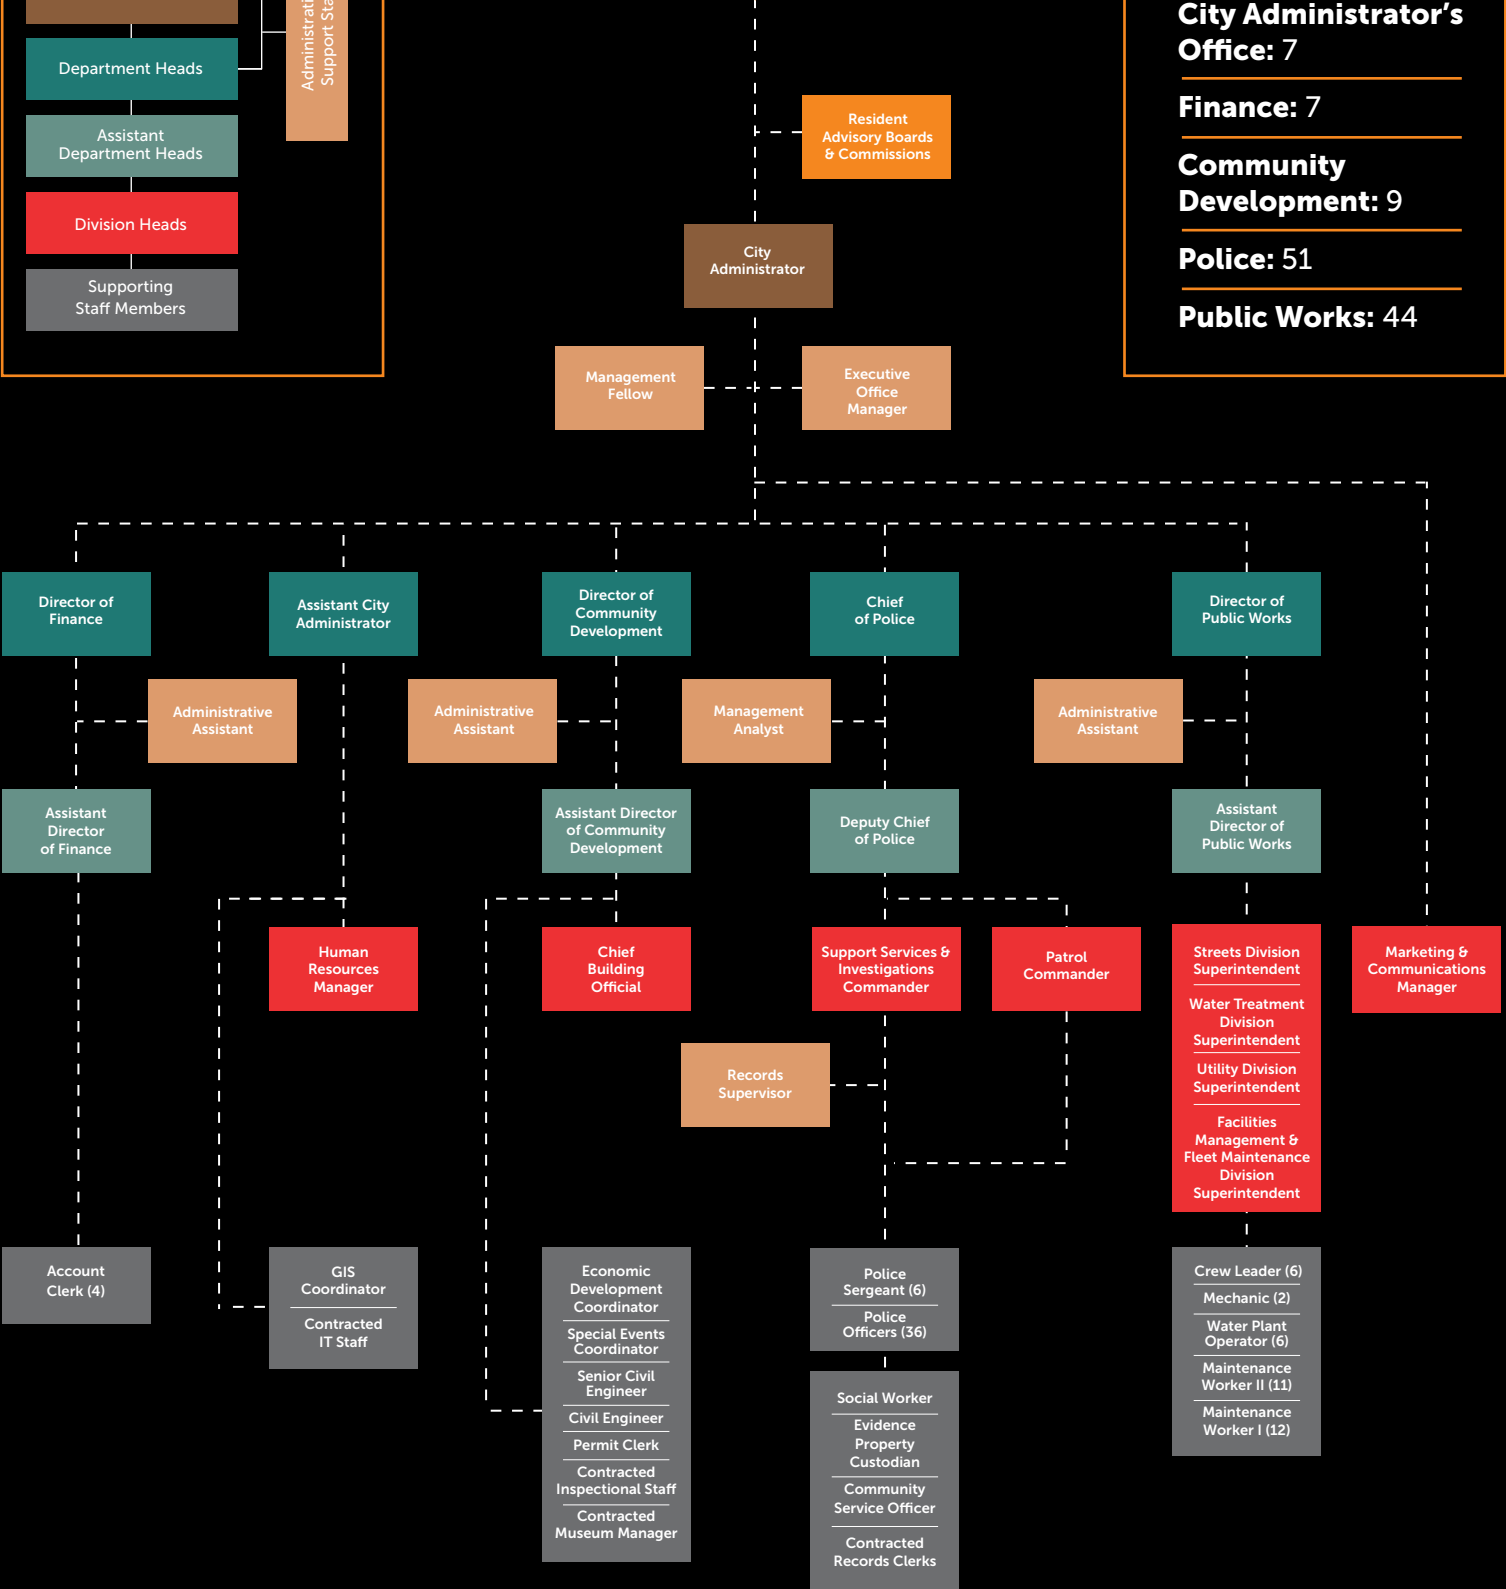 Administrati
Support Sta
Department Heads
Assistant
Department Heads
Division Heads
Supporting
Staff Members
City Administrator’s
Office: 7
Finance: 7
Community
Development: 9
Police: 51
Public Works: 44
Resident
Advisory Boards
& Commissions
City
Administrator
Management
Fellow
Executive
Office
Manager
Director of
Finance
Assistant City
Administrator
Director of
Community
Development
Chief
of Police
Director of
Public Works
Administrative
Assistant
Administrative
Assistant
Management
Analyst
Administrative
Assistant
Assistant
Director
of Finance
Assistant Director
of Community
Development
Deputy Chief
of Police
Assistant
Director of
Public Works
Human
Resources
Manager
Chief
Building
Official
Support Services &
Investigations
Commander
Patrol
Commander
Streets Division
Superintendent
Water Treatment
Division
Superintendent
Utility Division
Superintendent
Facilities
Management &
Fleet Maintenance
Division
Superintendent
Marketing &
Communications
Manager
Records
Supervisor
Account
Clerk (4)
GIS
Coordinator
Contracted
IT Staff
Economic
Development
Coordinator
Special Events
Coordinator
Senior Civil
Engineer
Civil Engineer
Permit Clerk
Contracted
Inspectional Staff
Contracted
Museum Manager
Police
Sergeant (6)
Police
Officers (36)
Social Worker
Evidence
Property
Custodian
Community
Service Officer
Contracted
Records Clerks
Crew Leader (6)
Mechanic (2)
Water Plant
Operator (6)
Maintenance
Worker II (11)
Maintenance
Worker I (12)